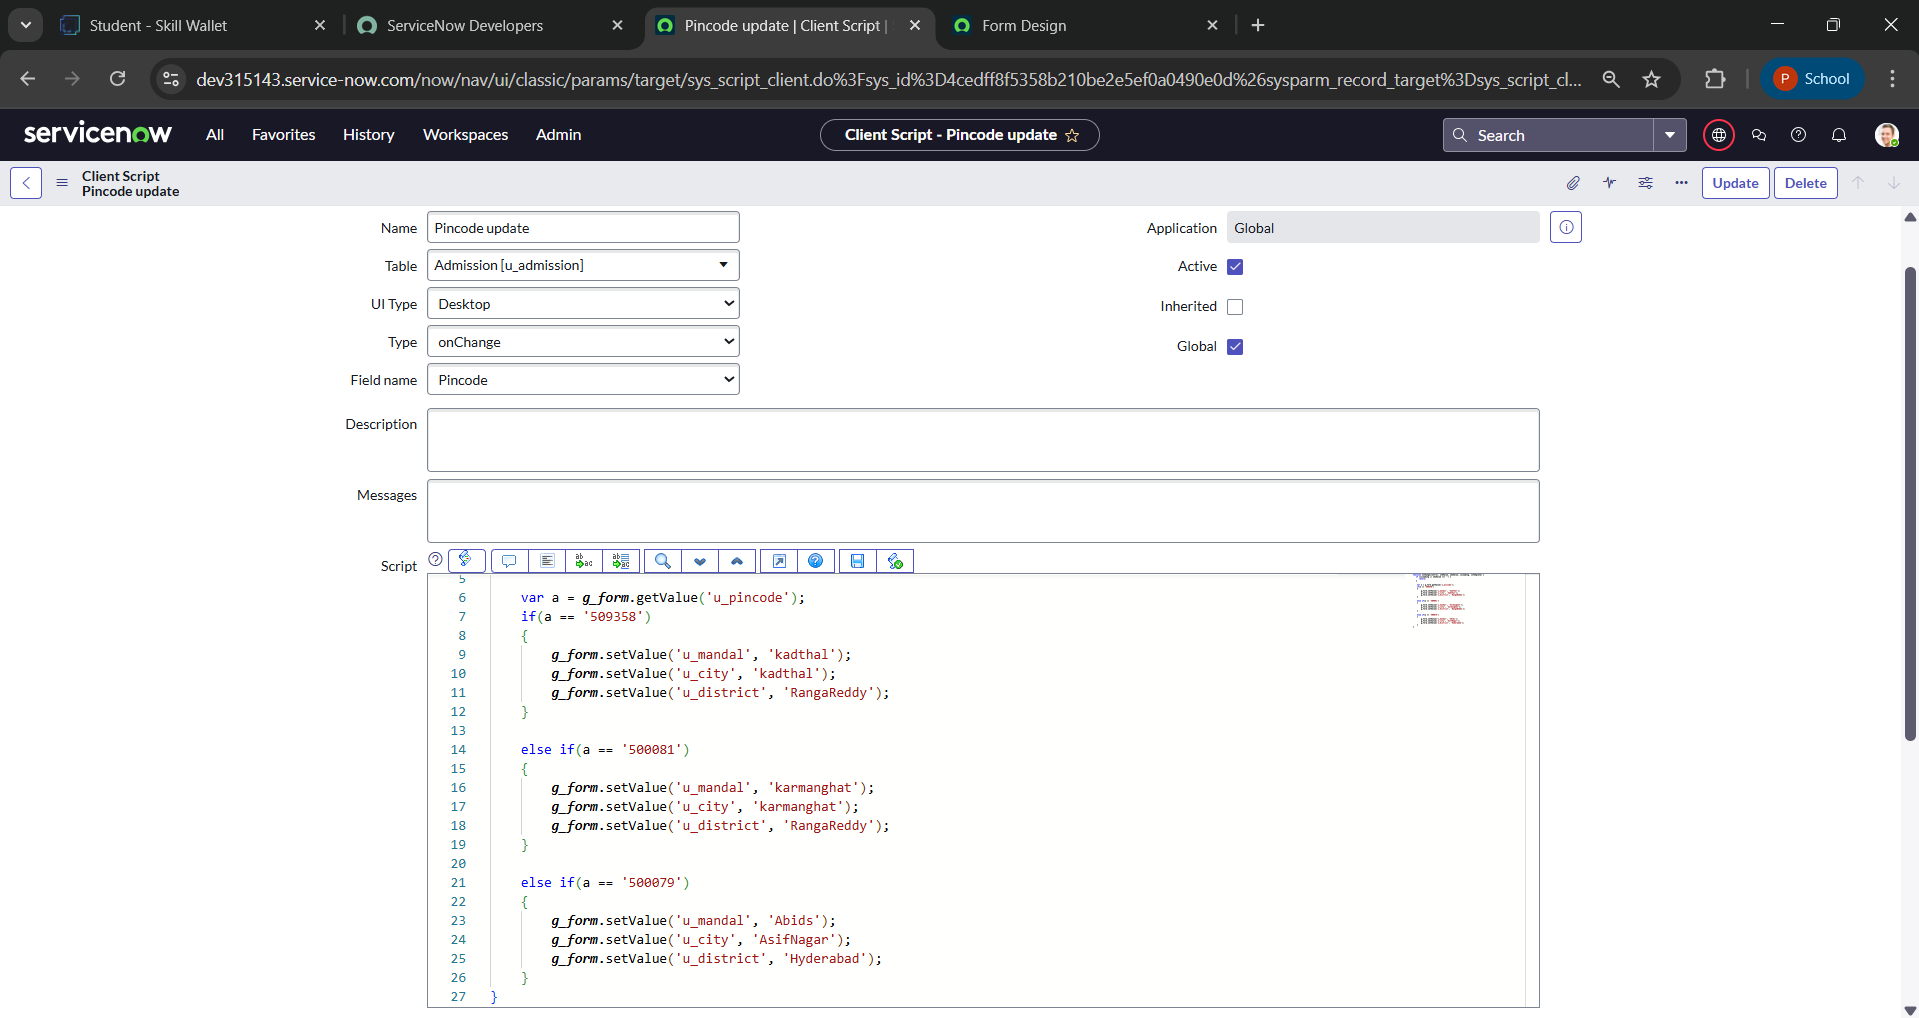 Student - Skill Wallet
ServiceNow Developers
Pincode update | Client Script |
Form Design
dev315143.service-now.com/now/nav/ui/classic/params/target/sys_script_client.do%3Fsys_id%3D4cedff8f5358b210be2e5ef0a0490e0d%26sysparm_record_target%3Dsys_script_cl...
P School
servicenow All Favorites History Workspaces Admin
Client Script - Pincode update
Search
Client Script
Pincode update
Update Delete
Name Pincode update
Application Global
Table Admission [u_admission]
Active
UI Type Desktop
Inherited
Type onChange
Global
Field name Pincode
Description
Messages
Script
5
6 var a = g_form.getValue('u_pincode');
7 if(a == '509358')
8 {
9 g_form.setValue('u_mandal', 'kadthal');
10 g_form.setValue('u_city', 'kadthal');
11 g_form.setValue('u_district', 'RangaReddy');
12 }
13
14 else if(a == '500081')
15 {
16 g_form.setValue('u_mandal', 'karmanghat');
17 g_form.setValue('u_city', 'karmanghat');
18 g_form.setValue('u_district', 'RangaReddy');
19 }
20
21 else if(a == '500079')
22 {
23 g_form.setValue('u_mandal', 'Abids');
24 g_form.setValue('u_city', 'AsifNagar');
25 g_form.setValue('u_district', 'Hyderabad');
26 }
27 }